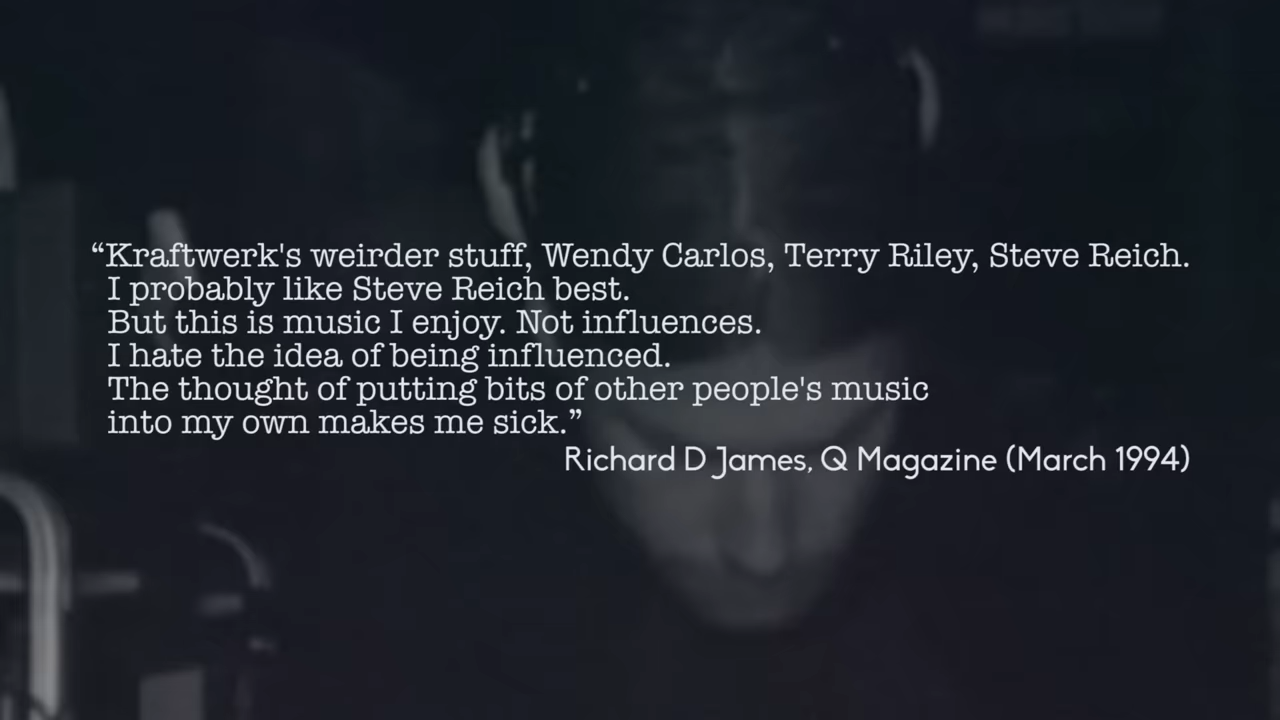 “Kraftwerk's weirder stuff, Wendy Carlos, Terry Riley, Steve Reich.
I probably like Steve Reich best.
But this is music I enjoy. Not influences.
I hate the idea of being influenced.
The thought of putting bits of other people's music
into my own makes me sick.”
Richard D James, Q Magazine (March 1994)